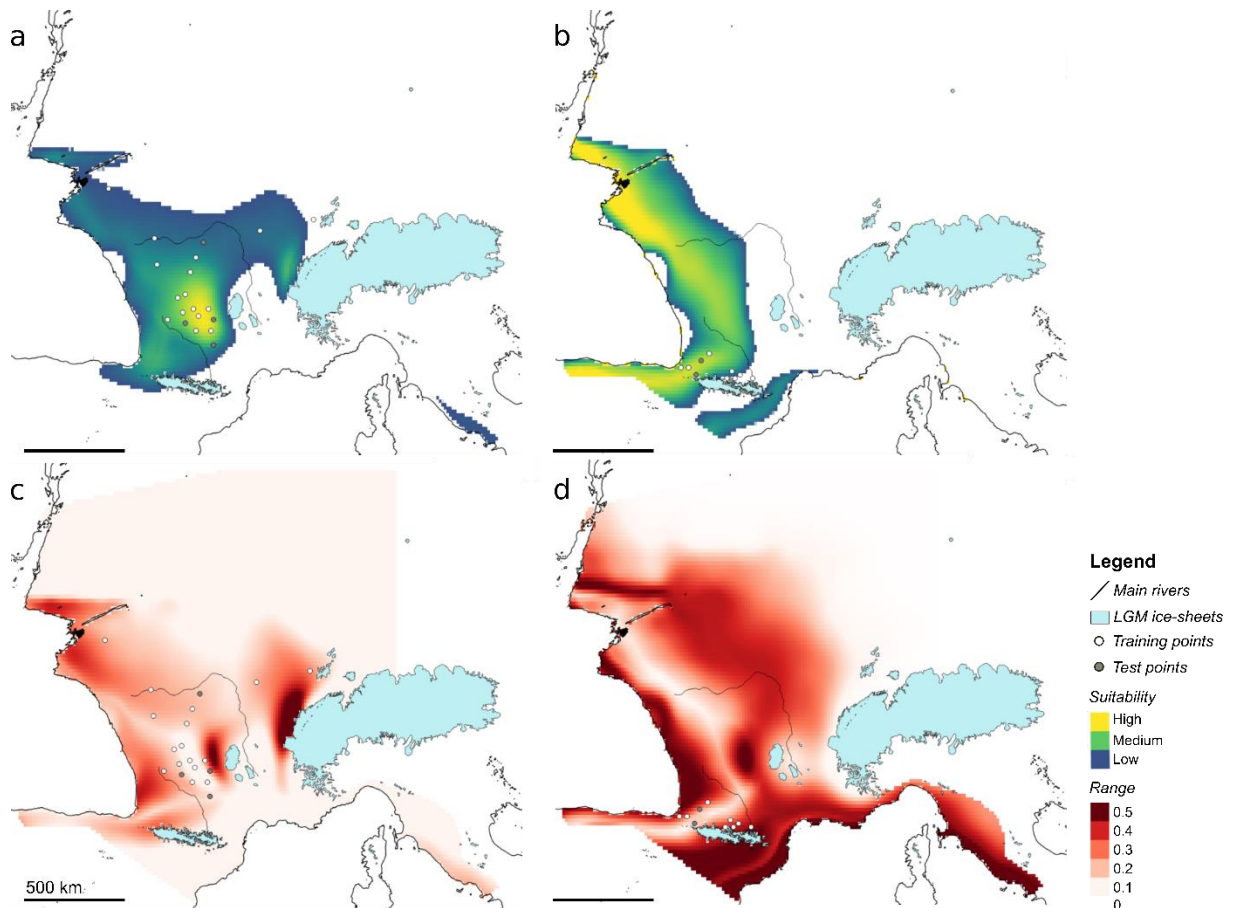 a
b
c
d
500 km
Legend
Main rivers
LGM ice-sheets
Training points
Test points
Suitability
High
Medium
Low
Range
0.5
0.4
0.3
0.2
0.1
0